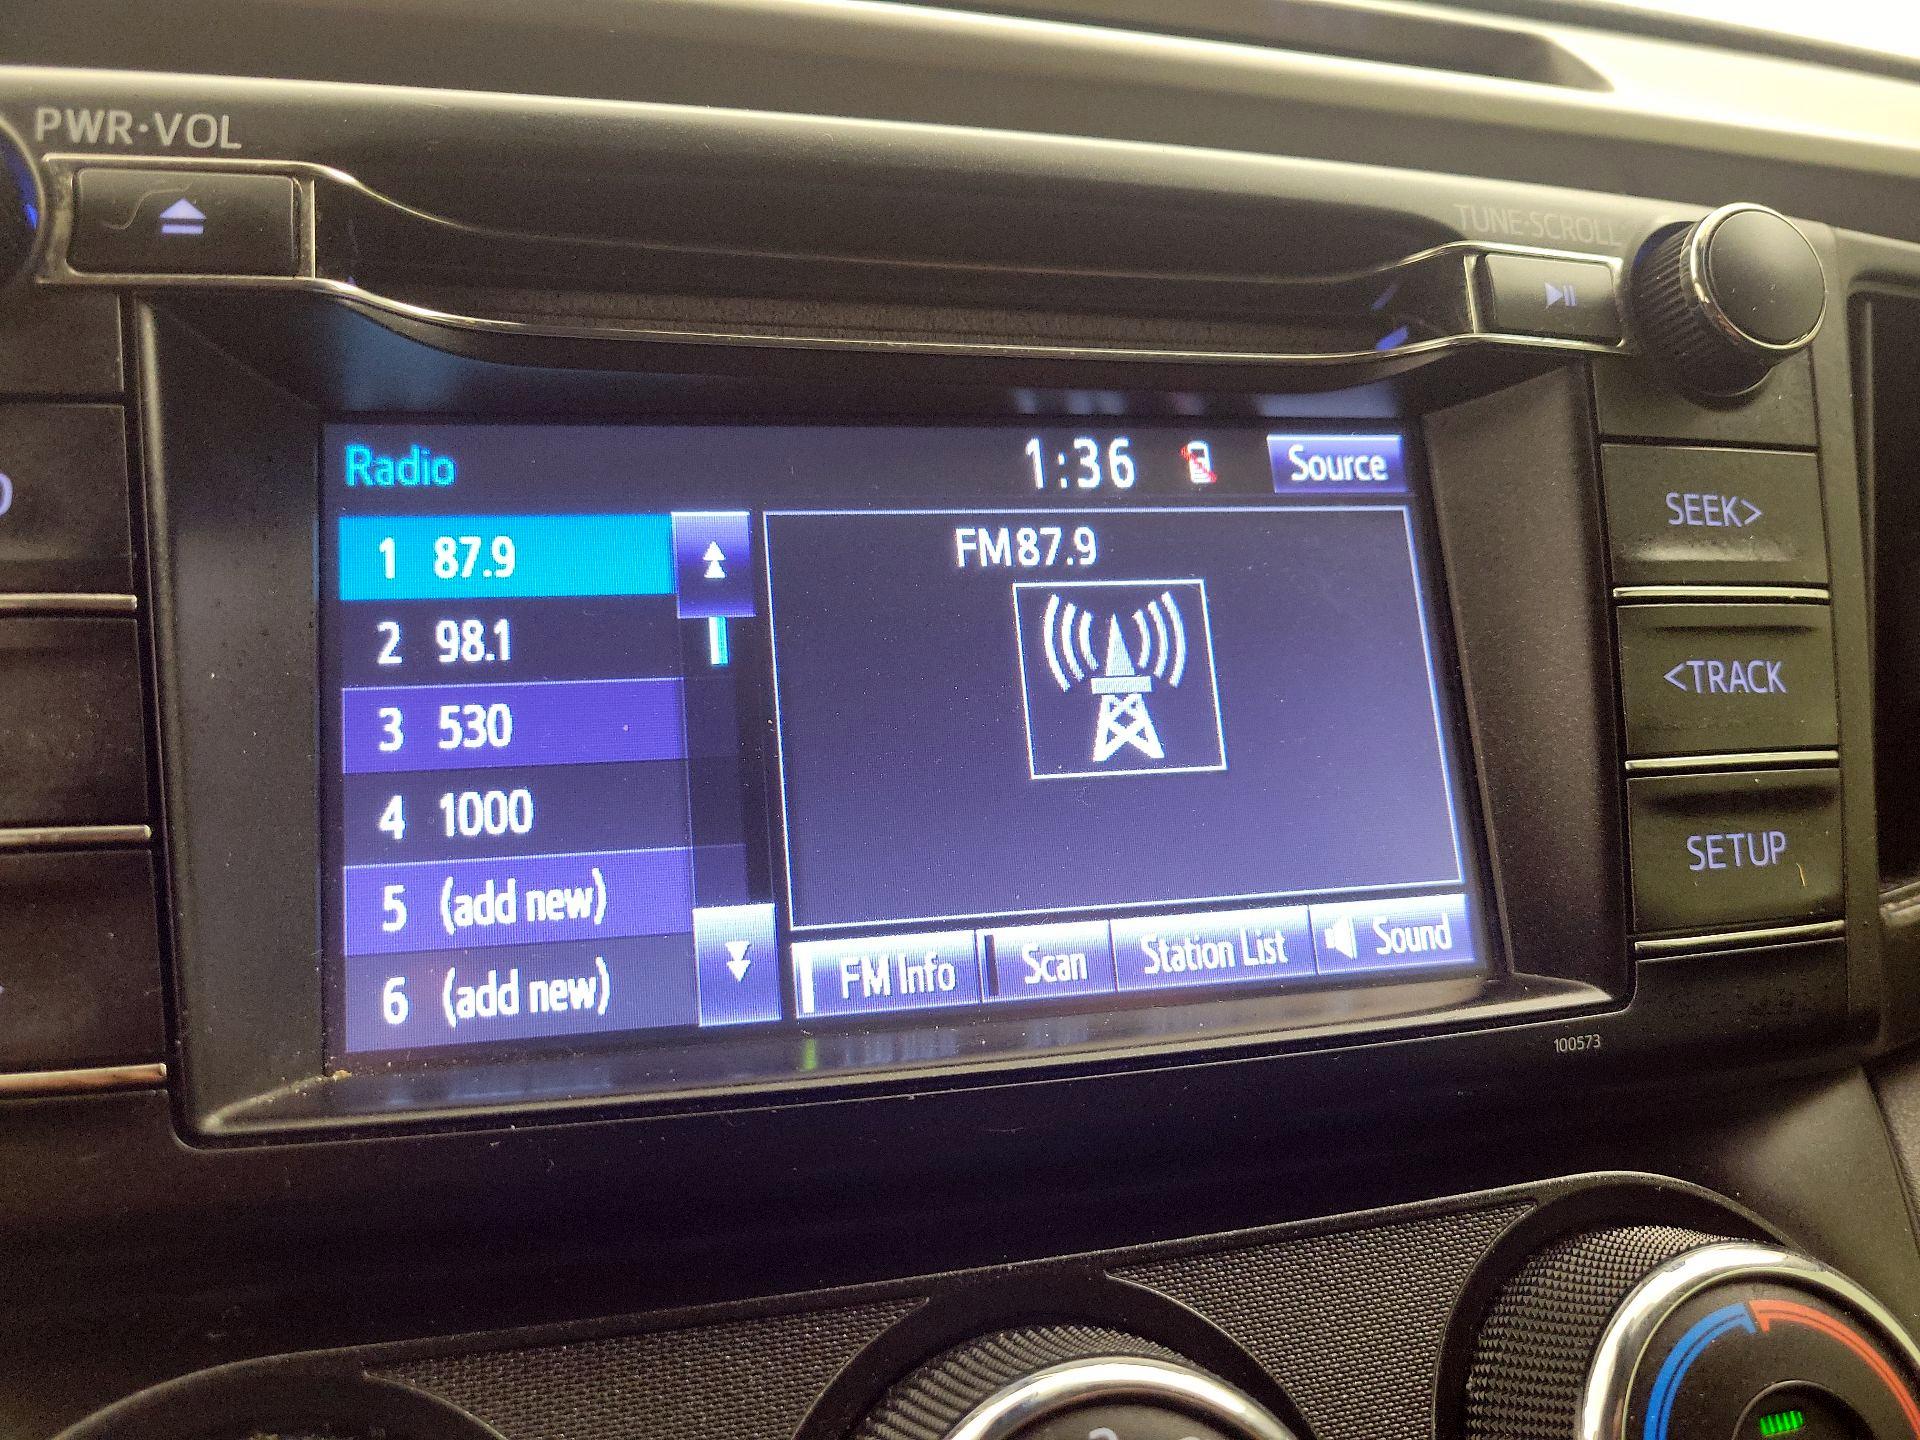 PWR·VOL
TUNE·SCROLL
Radio
1:36
Source
1 87.9
2 98.1
3 530
4 1000
5 (add new)
6 (add new)
FM87.9
FM Info
Scan
Station List
Sound
SEEK>
<TRACK
SETUP
100573